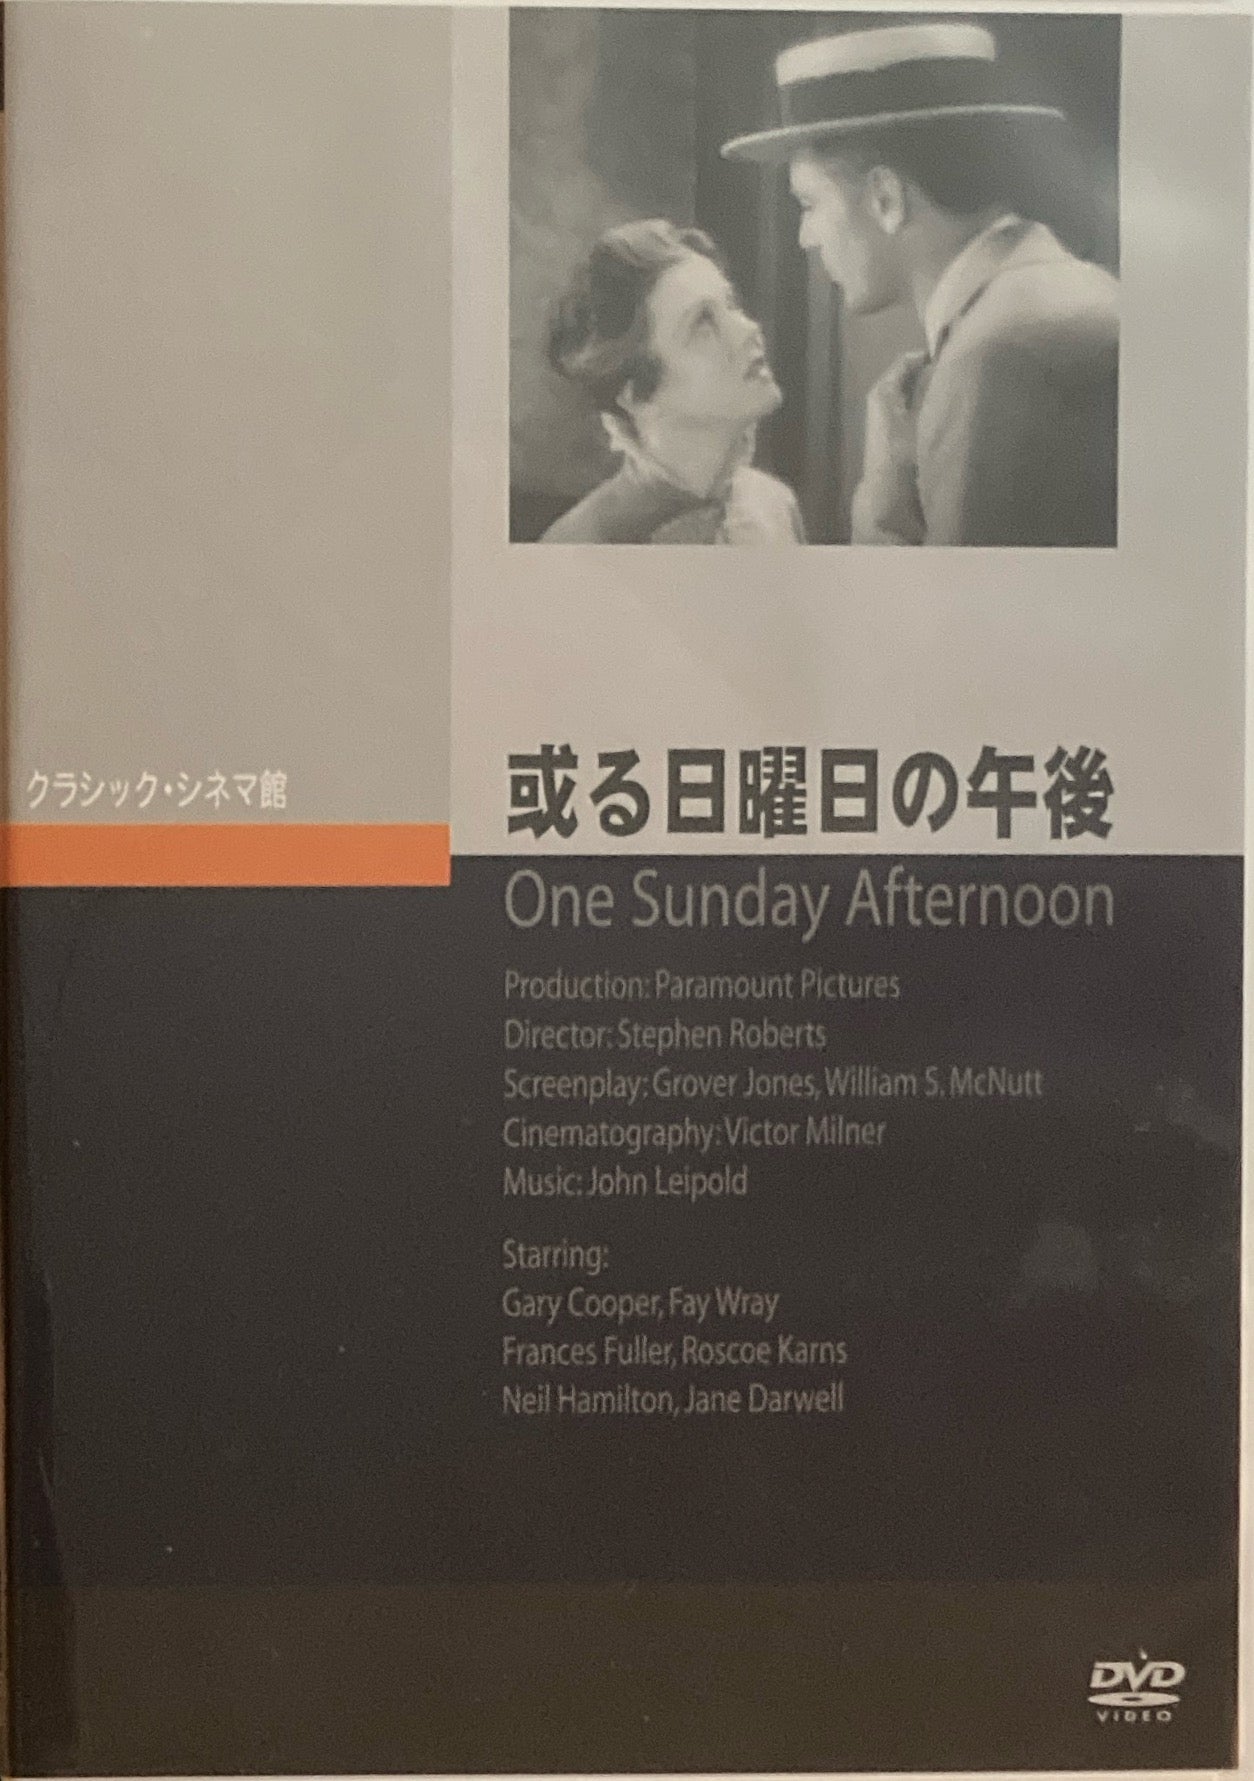 クラシック・シネマ館
或る日曜日の午後
One Sunday Afternoon
Production: Paramount Pictures
Director: Stephen Roberts
Screenplay: Grover Jones, William S. McNutt
Cinematography: Victor Milner
Music: John Leipold
Starring:
Gary Cooper, Fay Wray
Frances Fuller, Roscoe Karns
Neil Hamilton, Jane Darwell
DVD
VIDEO